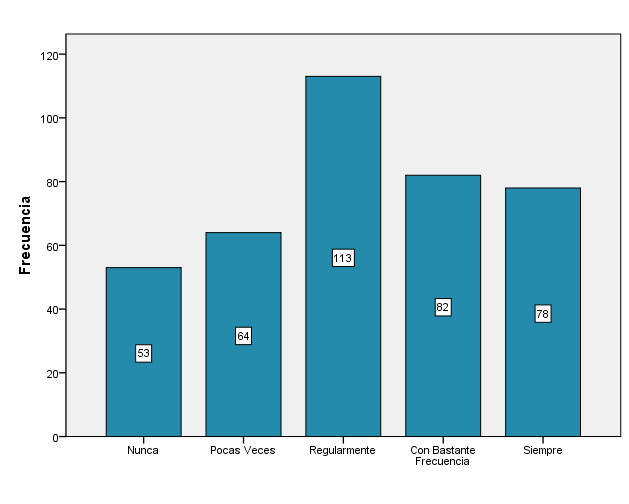 Frecuencia
120
100
80
60
40
20
0
53
64
113
82
78
Nunca
Pocas Veces
Regularmente
Con Bastante
Frecuencia
Siempre